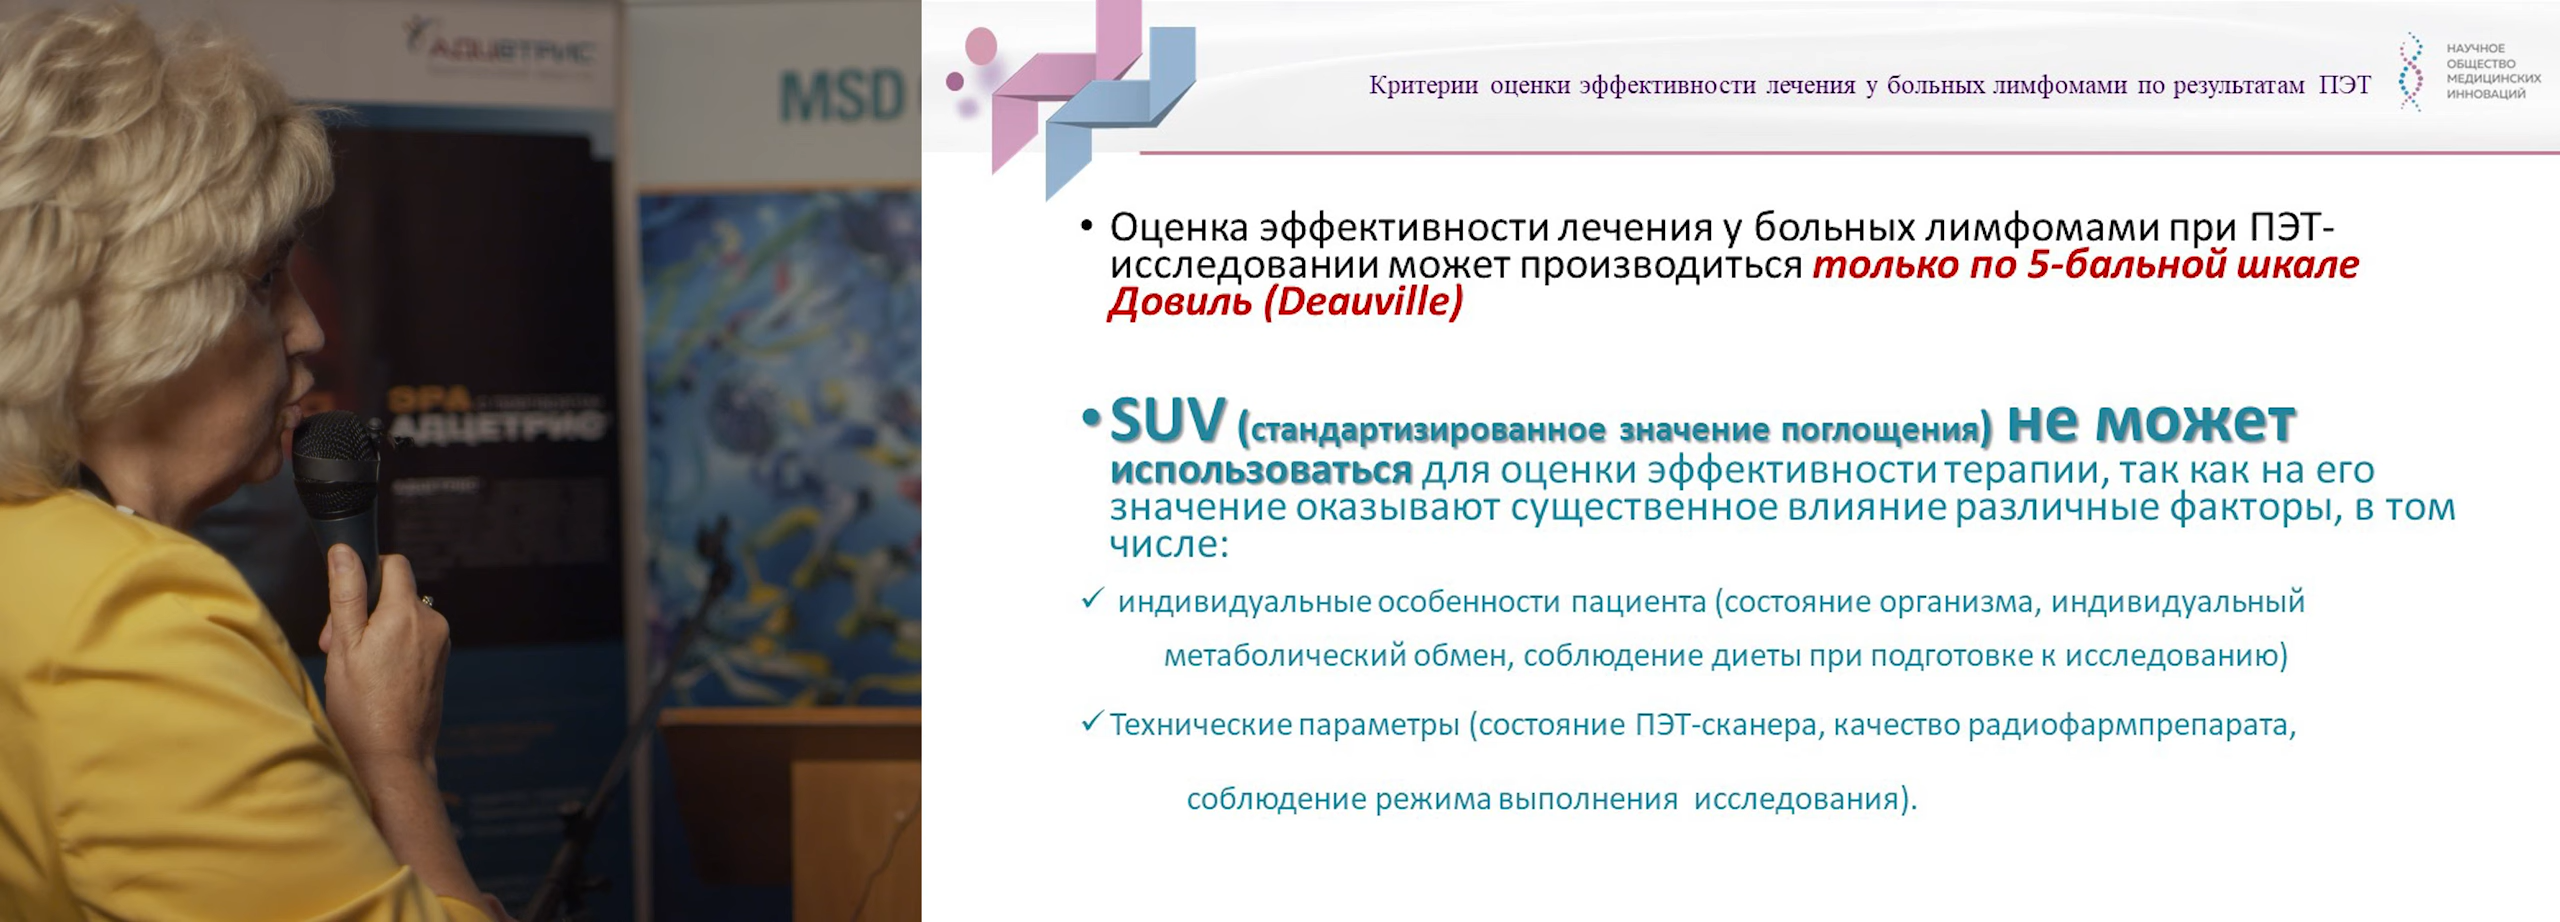 АДЦЕТРИС
MSD
АДЦЕТРИС
Критерии оценки эффективности лечения у больных лимфомами по результатам ПЭТ
НАУЧНОЕ
ОБЩЕСТВО
МЕДИЦИНСКИХ
ИННОВАЦИЙ
• Оценка эффективности лечения у больных лимфомами при ПЭТ-
исследовании может производиться только по 5-бальной шкале
Довиль (Deauville)
• SUV (стандартизированное значение поглощения) не может
использоваться для оценки эффективности терапии, так как на его
значение оказывают существенное влияние различные факторы, в том
числе:
✓ индивидуальные особенности пациента (состояние организма, индивидуальный
метаболический обмен, соблюдение диеты при подготовке к исследованию)
✓ Технические параметры (состояние ПЭТ-сканера, качество радиофармпрепарата,
соблюдение режима выполнения исследования).